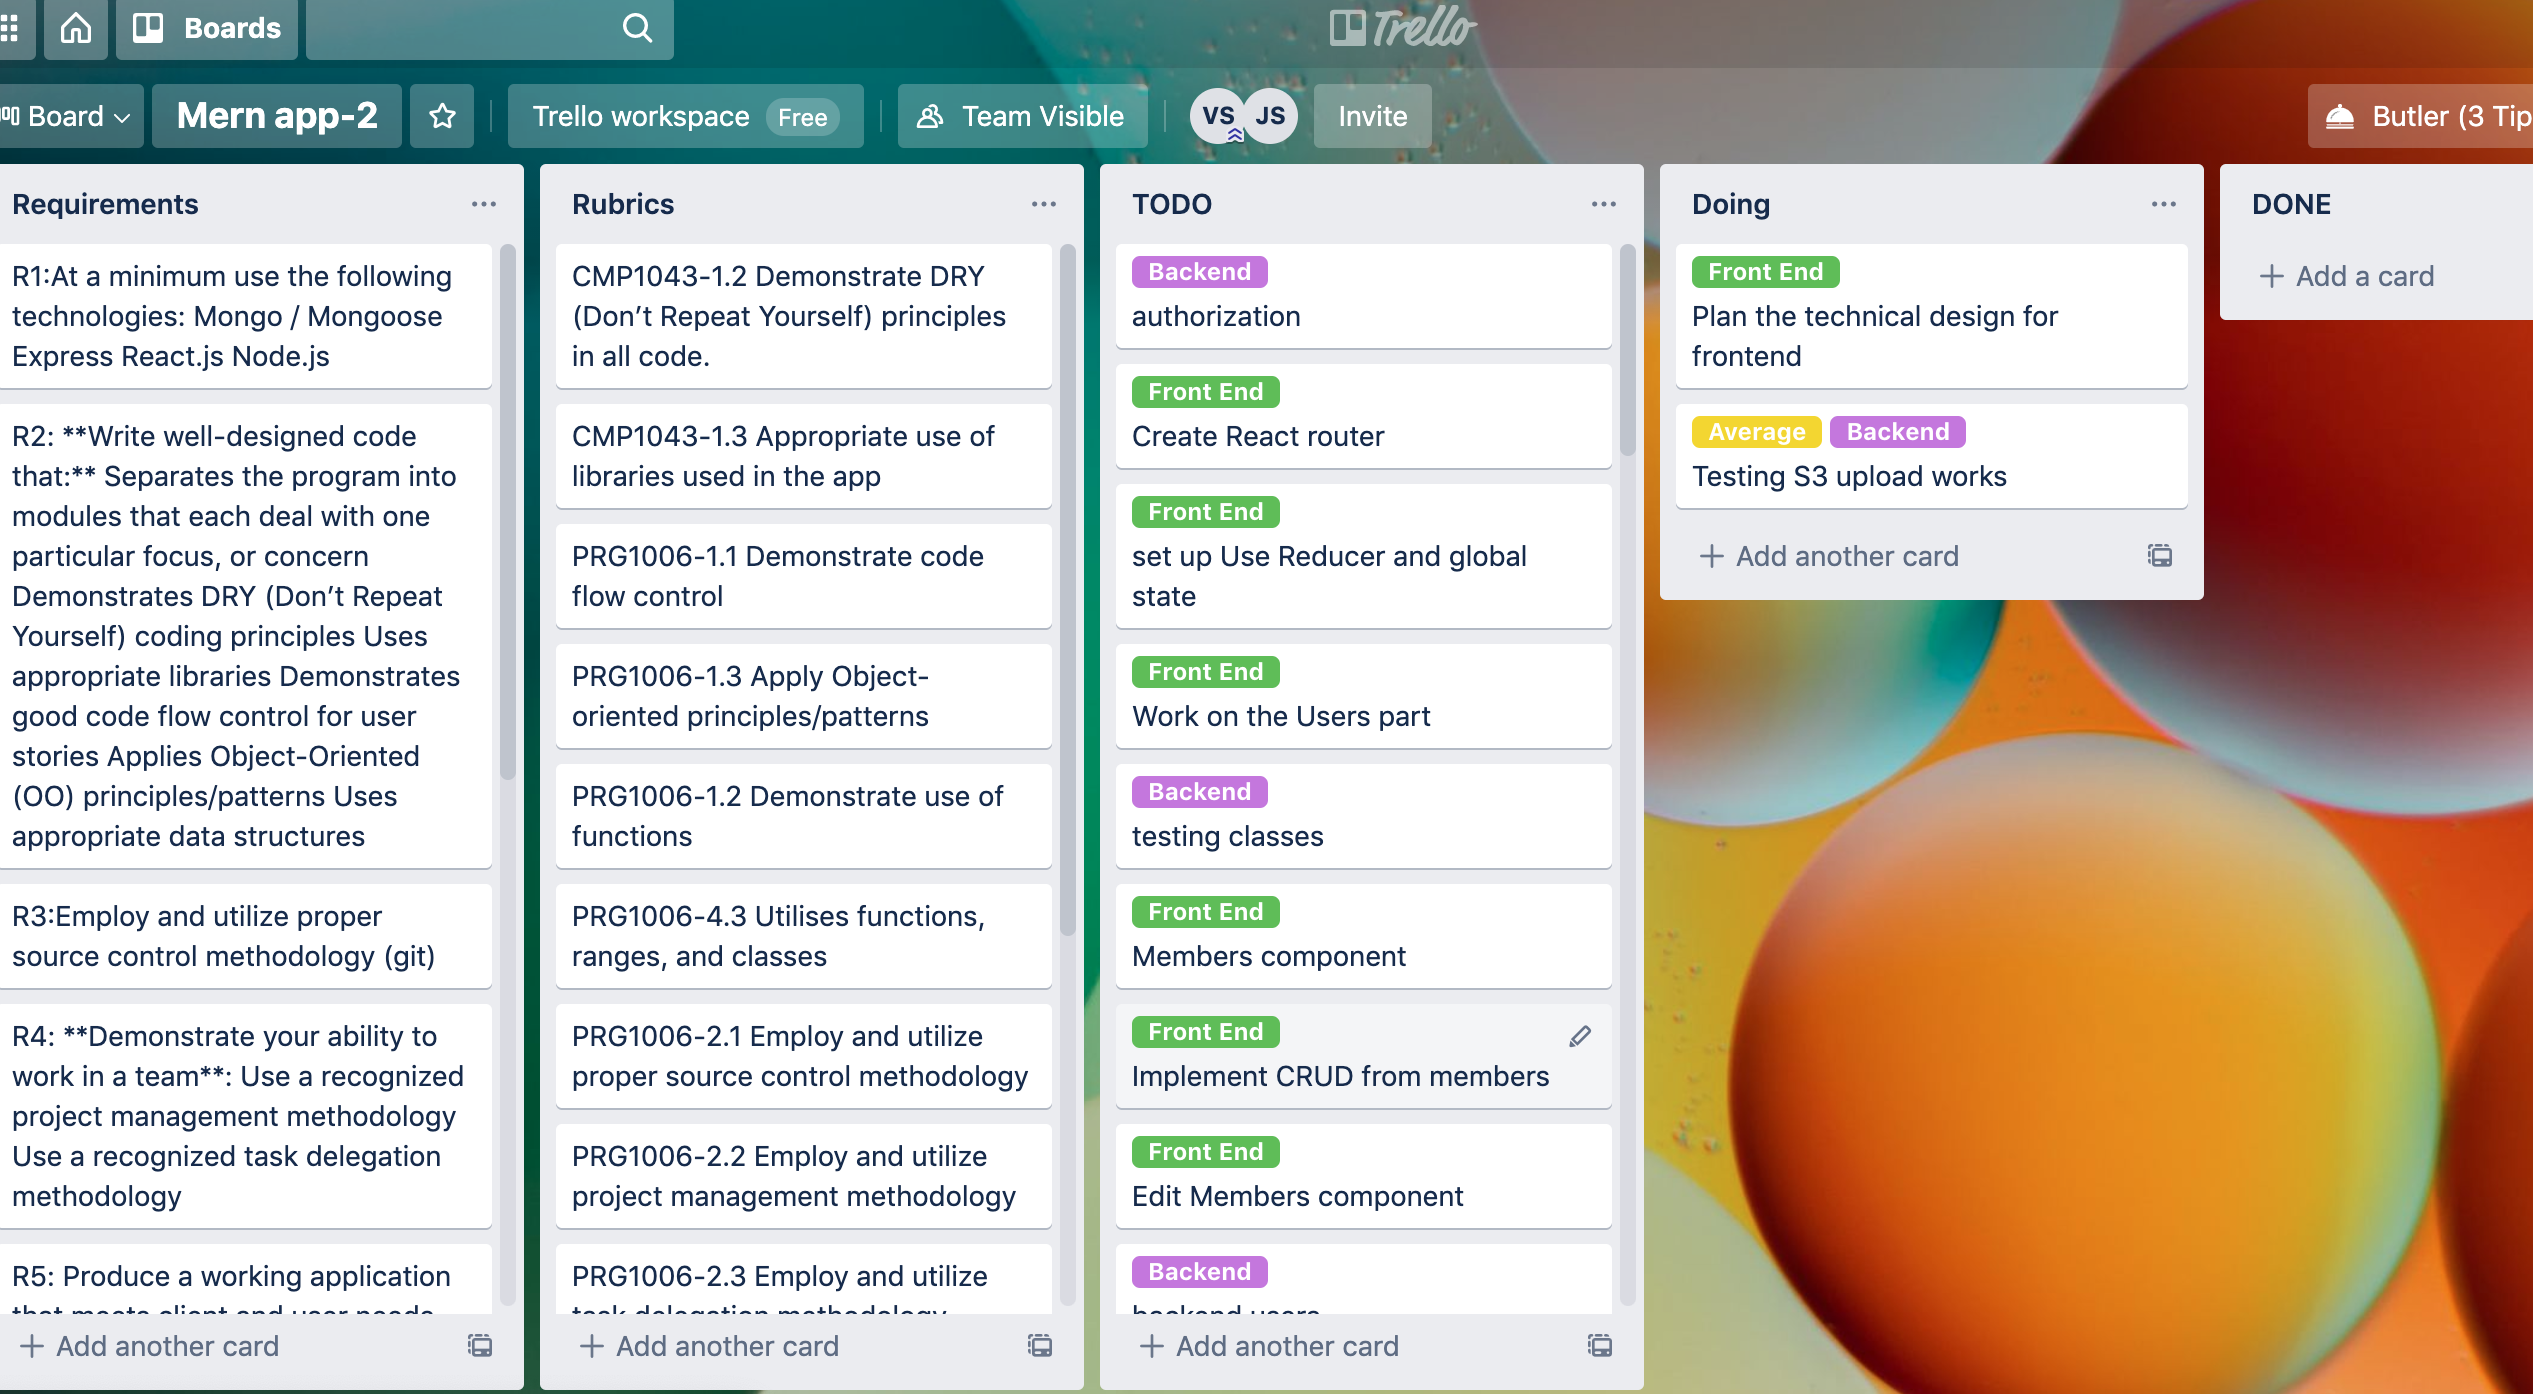 Boards
Trello
Board
Mern app-2
Trello workspace Free
Team Visible
VS JS
Invite
Butler (3 Tip
Requirements
R1:At a minimum use the following
technologies: Mongo / Mongoose
Express React.js Node.js
R2: **Write well-designed code
that:** Separates the program into
modules that each deal with one
particular focus, or concern
Demonstrates DRY (Don’t Repeat
Yourself) coding principles Uses
appropriate libraries Demonstrates
good code flow control for user
stories Applies Object-Oriented
(OO) principles/patterns Uses
appropriate data structures
R3:Employ and utilize proper
source control methodology (git)
R4: **Demonstrate your ability to
work in a team**: Use a recognized
project management methodology
Use a recognized task delegation
methodology
R5: Produce a working application
that meets client and user needs
+ Add another card
Rubrics
CMP1043-1.2 Demonstrate DRY
(Don’t Repeat Yourself) principles
in all code.
CMP1043-1.3 Appropriate use of
libraries used in the app
PRG1006-1.1 Demonstrate code
flow control
PRG1006-1.3 Apply Object-
oriented principles/patterns
PRG1006-1.2 Demonstrate use of
functions
PRG1006-4.3 Utilises functions,
ranges, and classes
PRG1006-2.1 Employ and utilize
proper source control methodology
PRG1006-2.2 Employ and utilize
project management methodology
PRG1006-2.3 Employ and utilize
task delegation methodology
+ Add another card
TODO
Backend
authorization
Front End
Create React router
Front End
set up Use Reducer and global
state
Front End
Work on the Users part
Backend
testing classes
Front End
Members component
Front End
Implement CRUD from members
Front End
Edit Members component
Backend
backend users
+ Add another card
Doing
Front End
Plan the technical design for
frontend
Average Backend
Testing S3 upload works
+ Add another card
DONE
+ Add a card